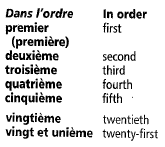 Dans l'ordre In order
premier first
(première)
deuxième second
troisième third
quatrième fourth
cinquième fifth
vingtième twentieth
vingt et unième twenty-first